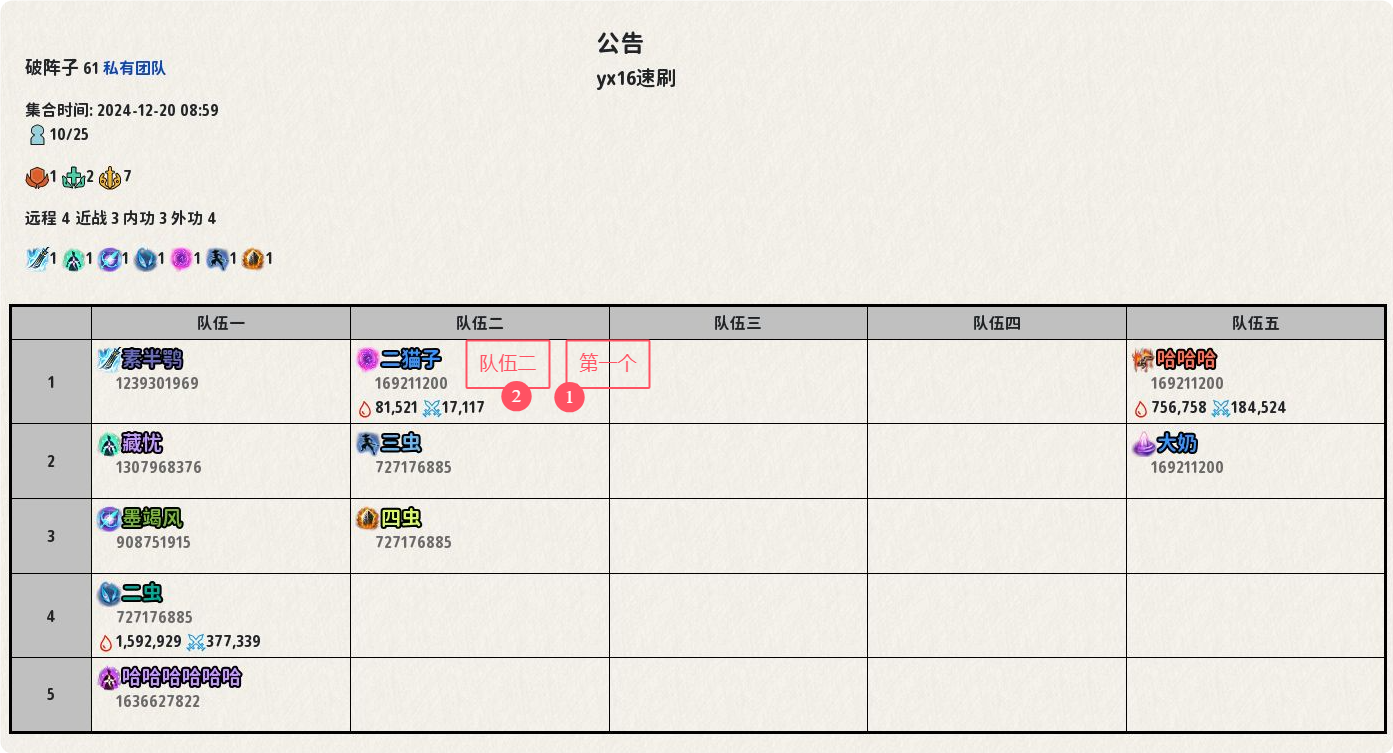 公告
yx16速刷
破阵子 61 私有团队
集合时间: 2024-12-20 08:59
10/25
1 2 7
远程 4 近战 3 内功 3 外功 4
1 1 1 1 1 1 1
队伍一 队伍二 队伍三 队伍四 队伍五
1
素半鹗
1239301969
二猫子
169211200
81,521 17,117
队伍二
2
第一个
1
哈哈哈
169211200
756,758 184,524
2
藏忧
1307968376
三虫
727176885
大奶
169211200
3
墨竭风
908751915
四虫
727176885
4
二虫
727176885
1,592,929 377,339
5
哈哈哈哈哈哈
1636627822